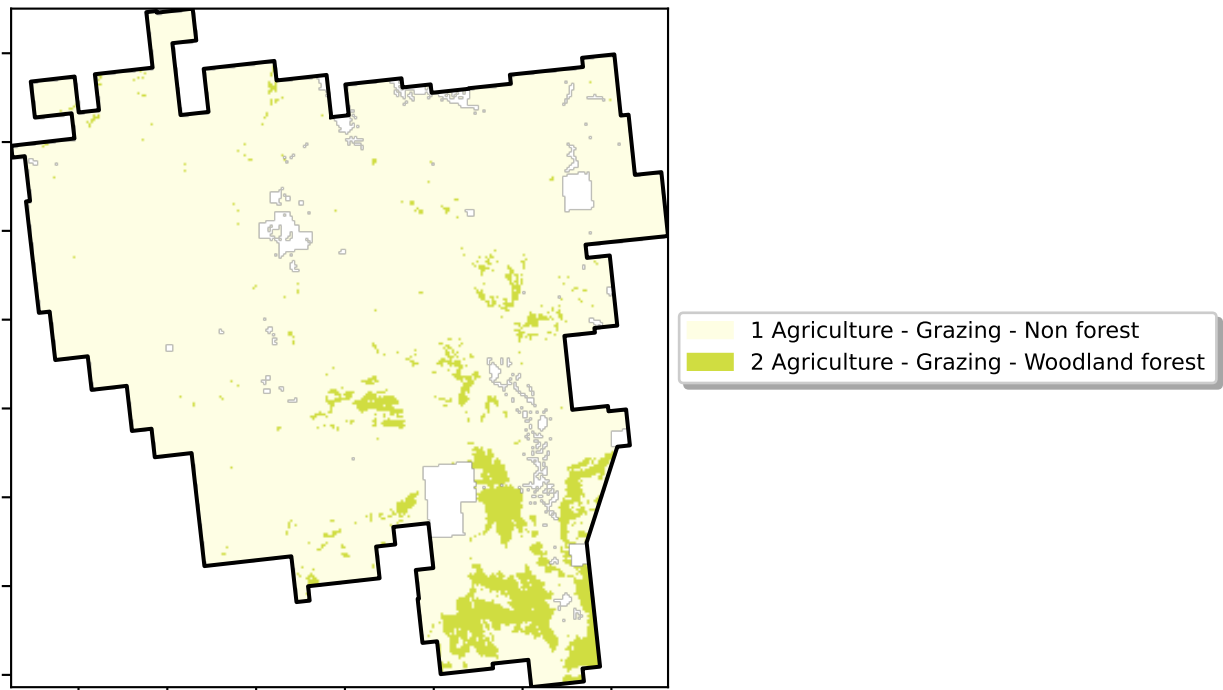 1 Agriculture - Grazing - Non forest
2 Agriculture - Grazing - Woodland forest